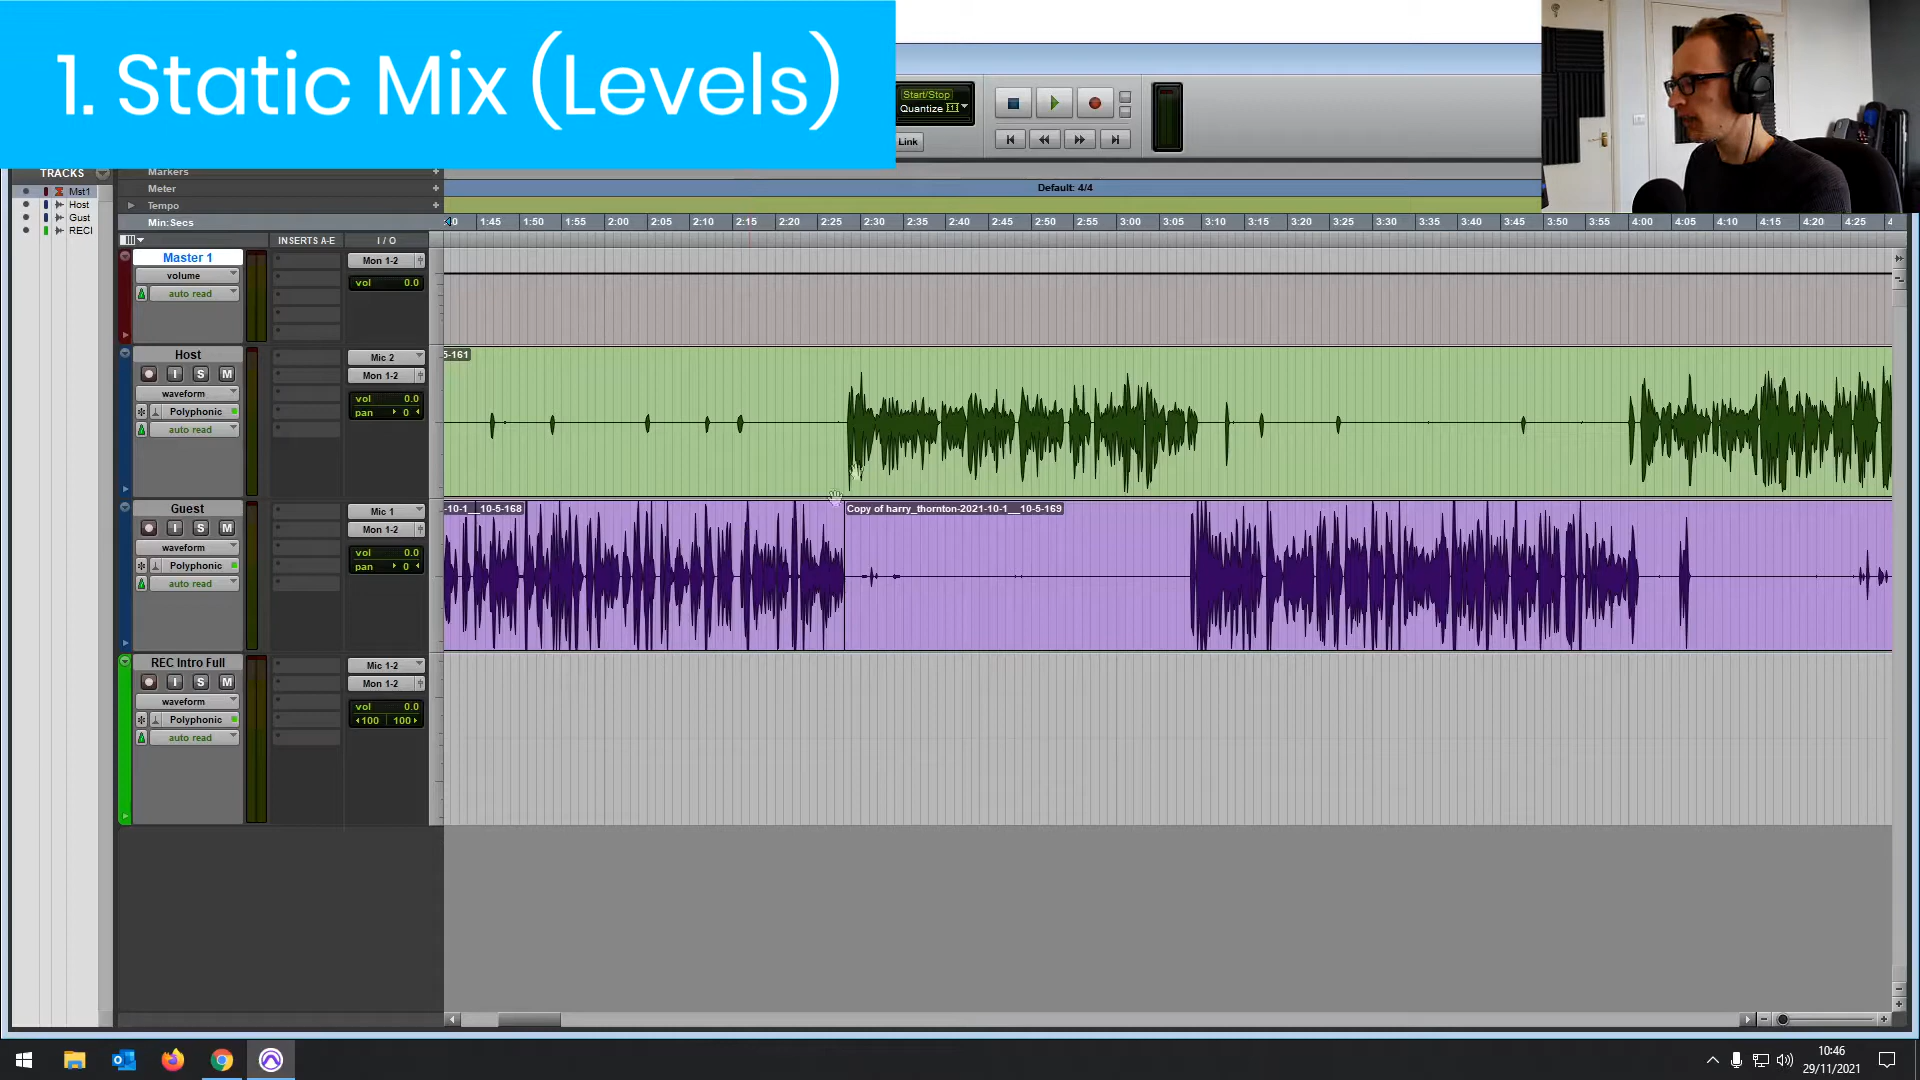 1. Static Mix (Levels)
Start/Stop
Quantize
Link
TRACKS
Mst1
Host
Gust
RECI
Markers
Meter
Default: 4/4
Tempo
Min:Secs
1:45 1:50 1:55 2:00 2:05 2:10 2:15 2:20 2:25 2:30 2:35 2:40 2:45 2:50 2:55 3:00 3:05 3:10 3:15 3:20 3:25 3:30 3:35 3:40 3:45 3:50 3:55 4:00 4:05 4:10 4:15 4:20 4:25
INSERTS A-E
I / O
Master 1
volume
auto read
Mon 1-2
vol 0.0
Host
I S M
waveform
Polyphonic
auto read
Mic 2
Mon 1-2
vol 0.0
pan 0
5-161
Guest
I S M
waveform
Polyphonic
auto read
Mic 1
Mon 1-2
vol 0.0
pan 0
-10-1__10-5-168
Copy of harry_thornton-2021-10-1__10-5-169
REC Intro Full
I S M
waveform
Polyphonic
auto read
Mic 1-2
Mon 1-2
vol 0.0
100 100
10:46
29/11/2021